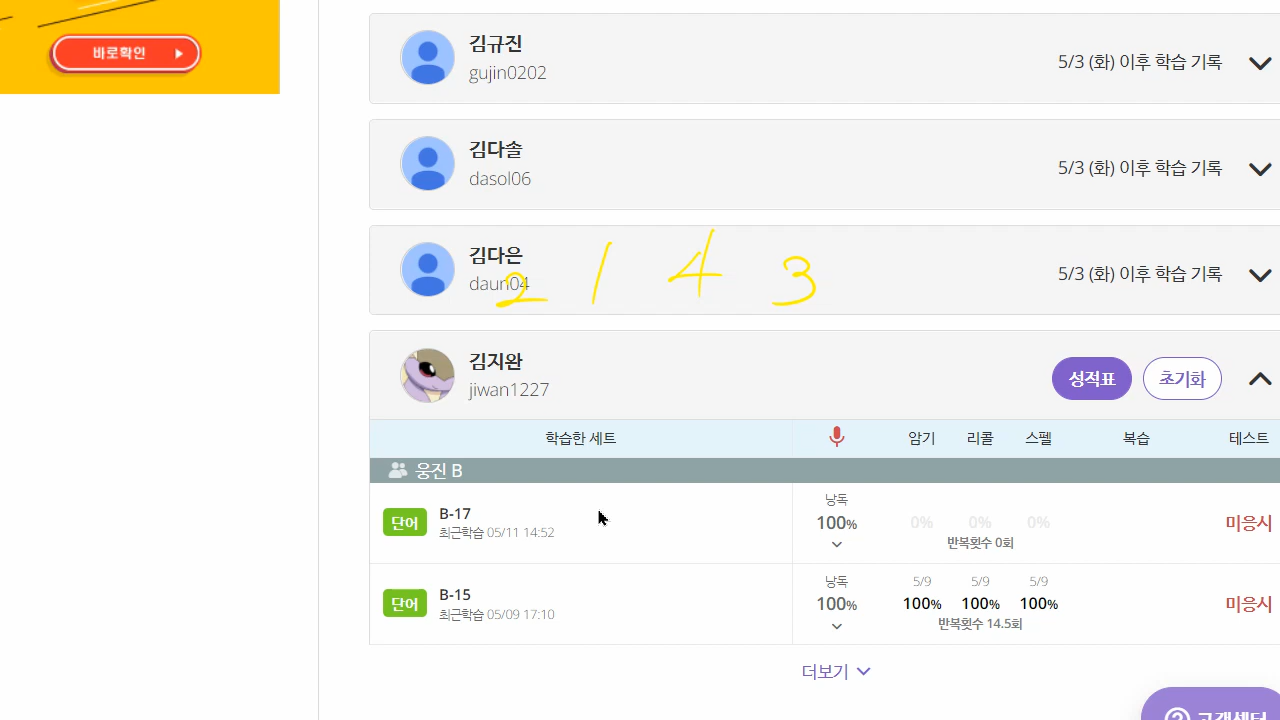 바로확인
김규진
gujin0202
5/3 (화) 이후 학습 기록
김다솔
dasol06
5/3 (화) 이후 학습 기록
김다은
daun04
5/3 (화) 이후 학습 기록
2 1 4 3
김지완
jiwan1227
성적표 초기화
학습한 세트 암기 리콜 스펠 복습 테스트
웅진 B
단어 B-17
최근학습 05/11 14:52
낭독
100% 0% 0% 0% 미응시
반복횟수 0회
단어 B-15
최근학습 05/09 17:10
낭독 5/9 5/9 5/9
100% 100% 100% 100% 미응시
반복횟수 14.5회
더보기
고객센터